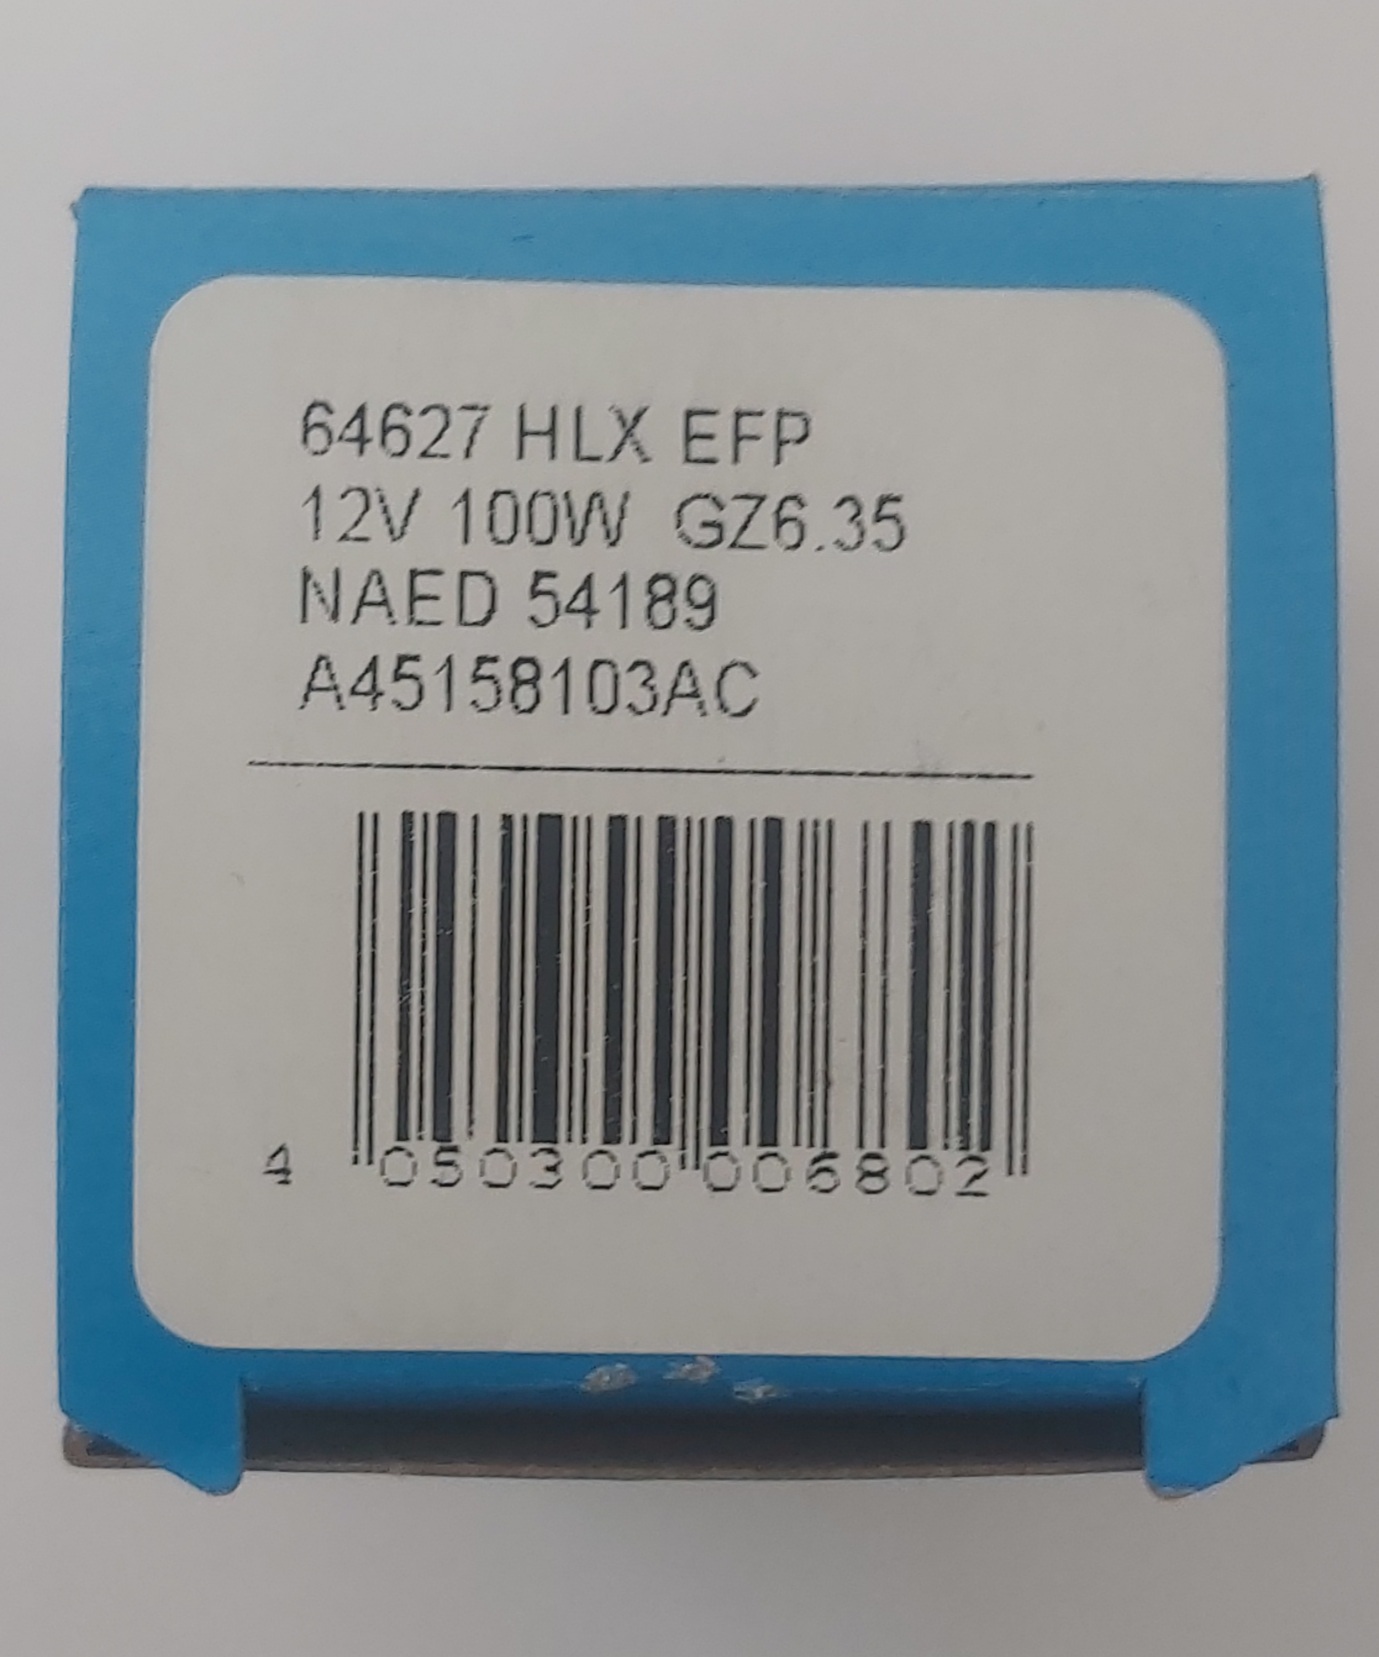 64627 HLX EFP
12V 100W GZ6.35
NAED 54189
A45158103AC
4 050300 006802